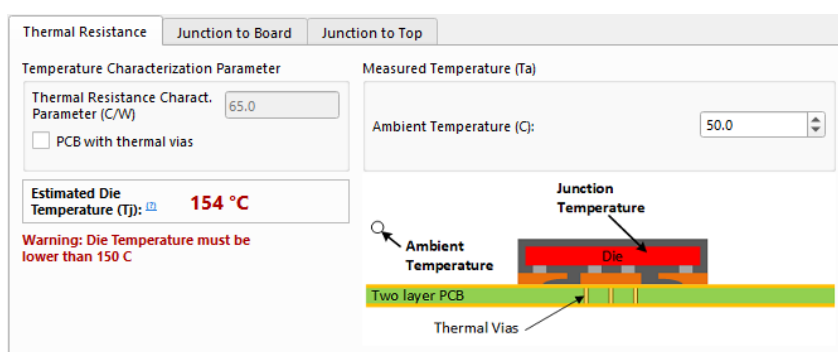 Thermal Resistance
Junction to Board
Junction to Top
Temperature Characterization Parameter
Thermal Resistance Charact.
Parameter (C/W)
65.0
PCB with thermal vias
Estimated Die
Temperature (Tj): [?]
154 °C
Warning: Die Temperature must be
lower than 150 C
Measured Temperature (Ta)
Ambient Temperature (C):
50.0
Junction
Temperature
Ambient
Temperature
Die
Two layer PCB
Thermal Vias